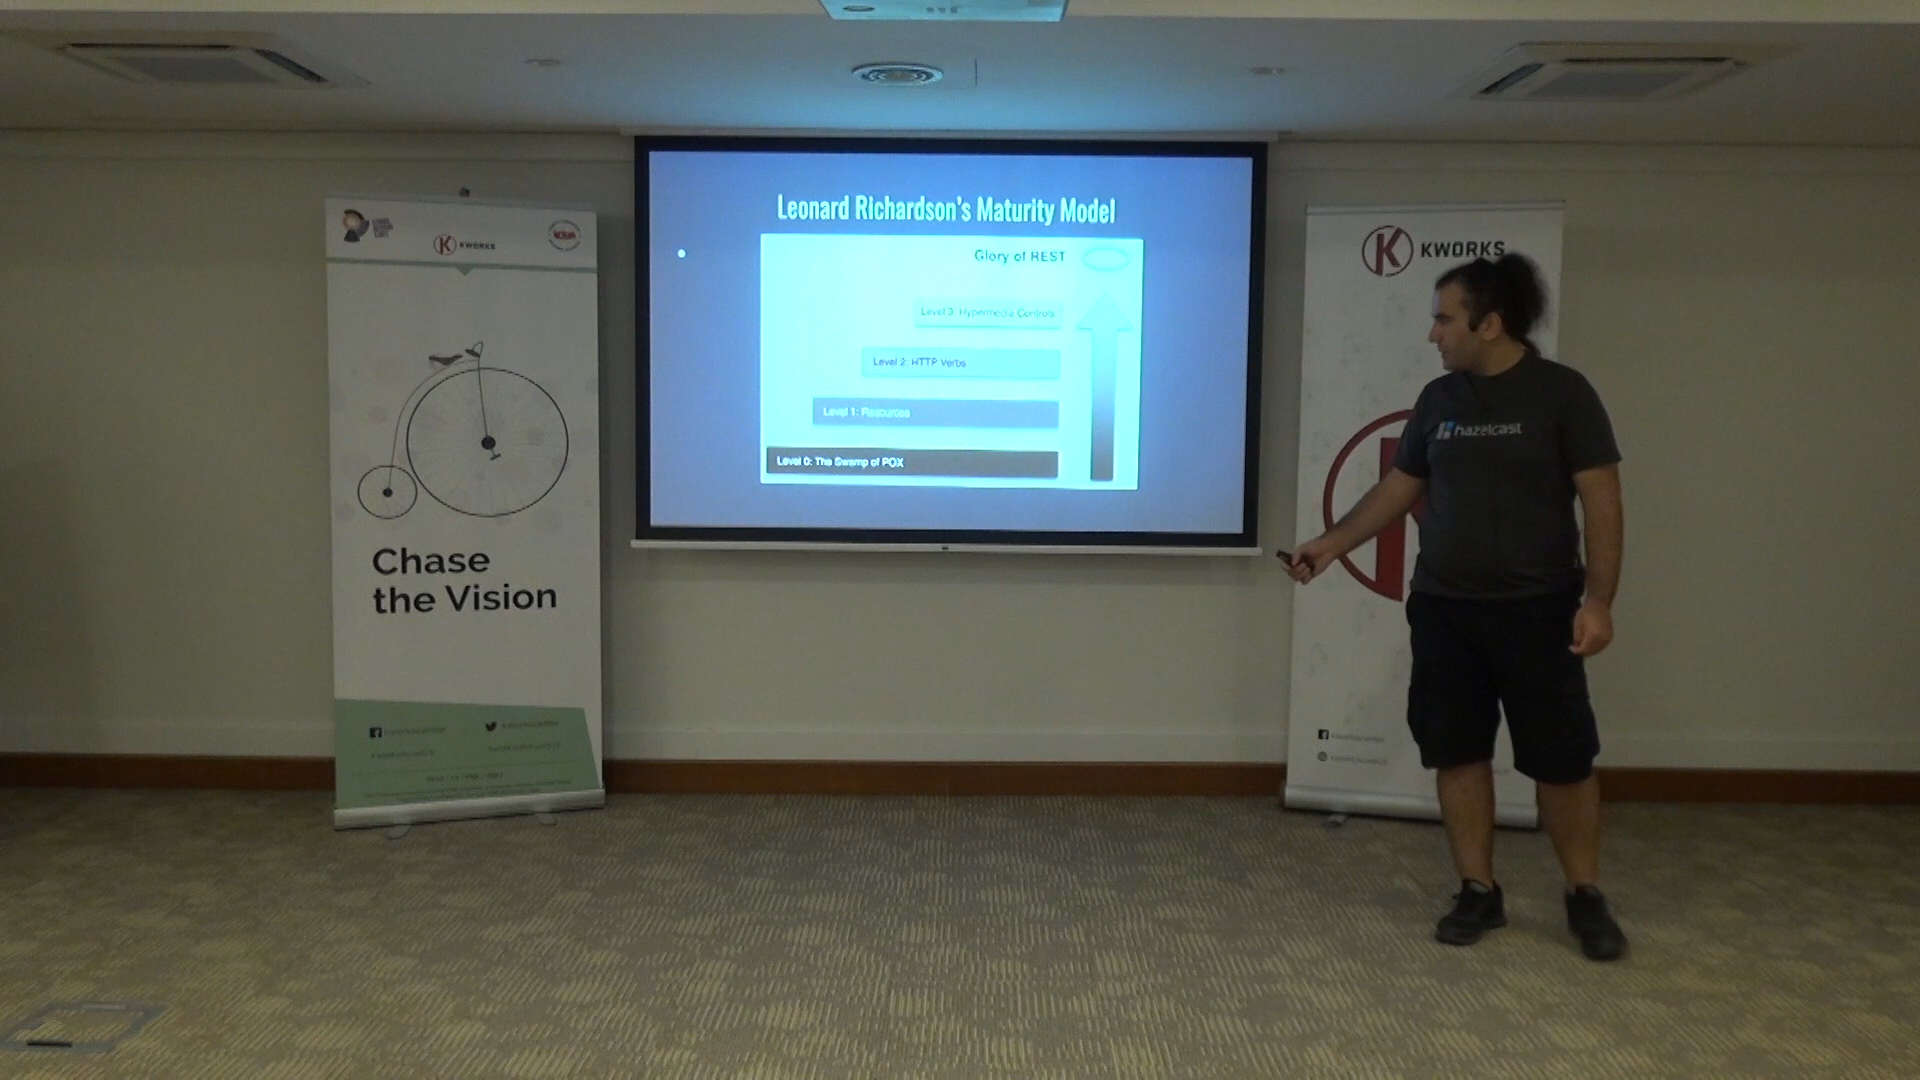 KWORKS
Chase
the Vision
Leonard Richardson's Maturity Model
Glory of REST
Level 3: Hypermedia Controls
Level 2: HTTP Verbs
Level 1: Resources
Level 0: The Swamp of POX
KWORKS
hazelcast